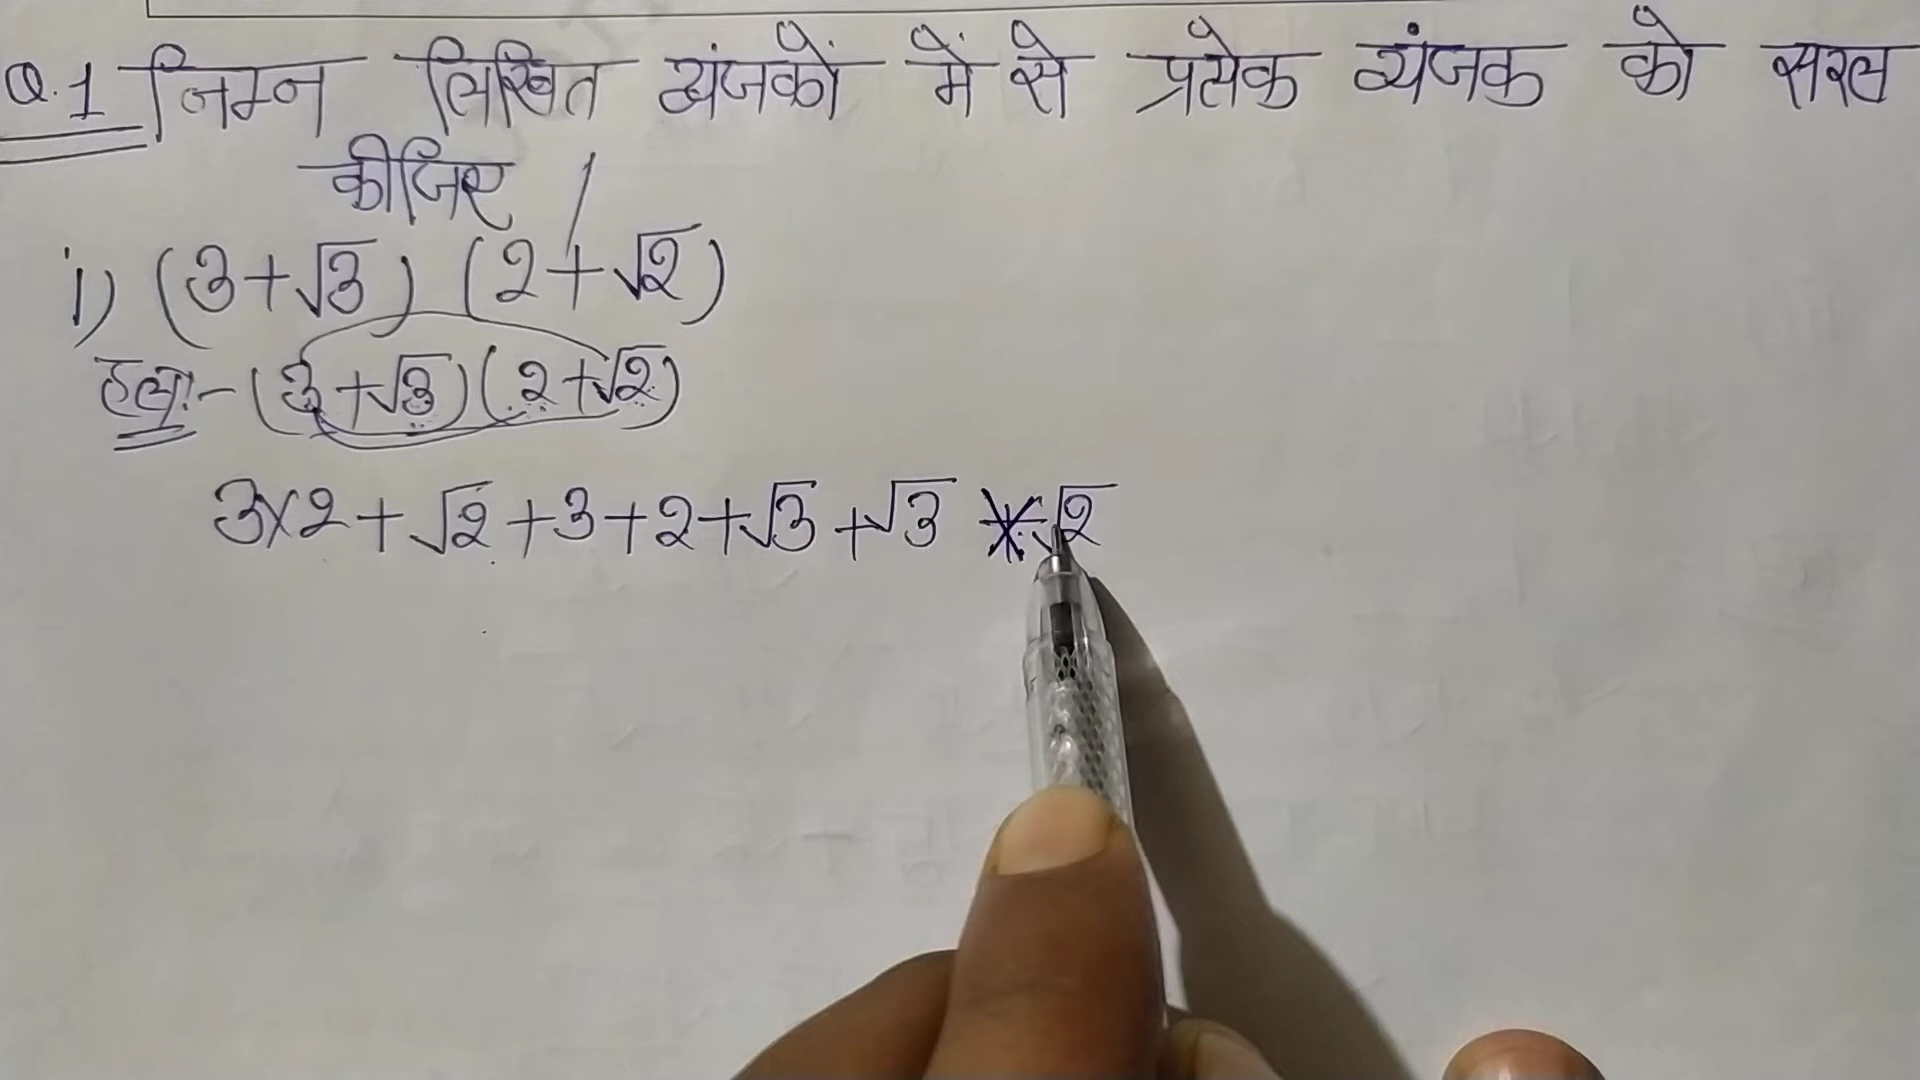 Q.1 निम्न लिखित व्यंजकों में से प्रत्येक व्यंजक को सरल
कीजिए
i) (3+√3) (2+√2)
हल:- (3+√3)(2+√2)
3×2+√2+3+2+√3+√3 × √2